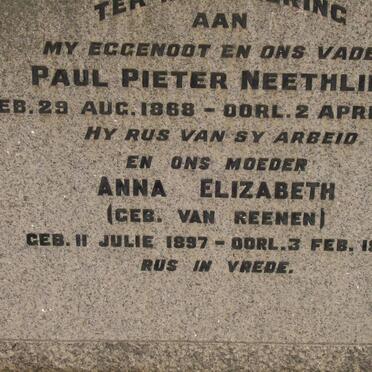 TER
AAN
MY EGGENOOT EN ONS VADE
PAUL PIETER NEETHLI
EB. 29 AUG. 1868 – OORL. 2 APR
HY RUS VAN SY ARBEID
EN ONS MOEDER
ANNA ELIZABETH
(GEB. VAN REENEN)
GEB. 11 JULIE 1897 – OORL. 3 FEB. 1
RUS IN VREDE.